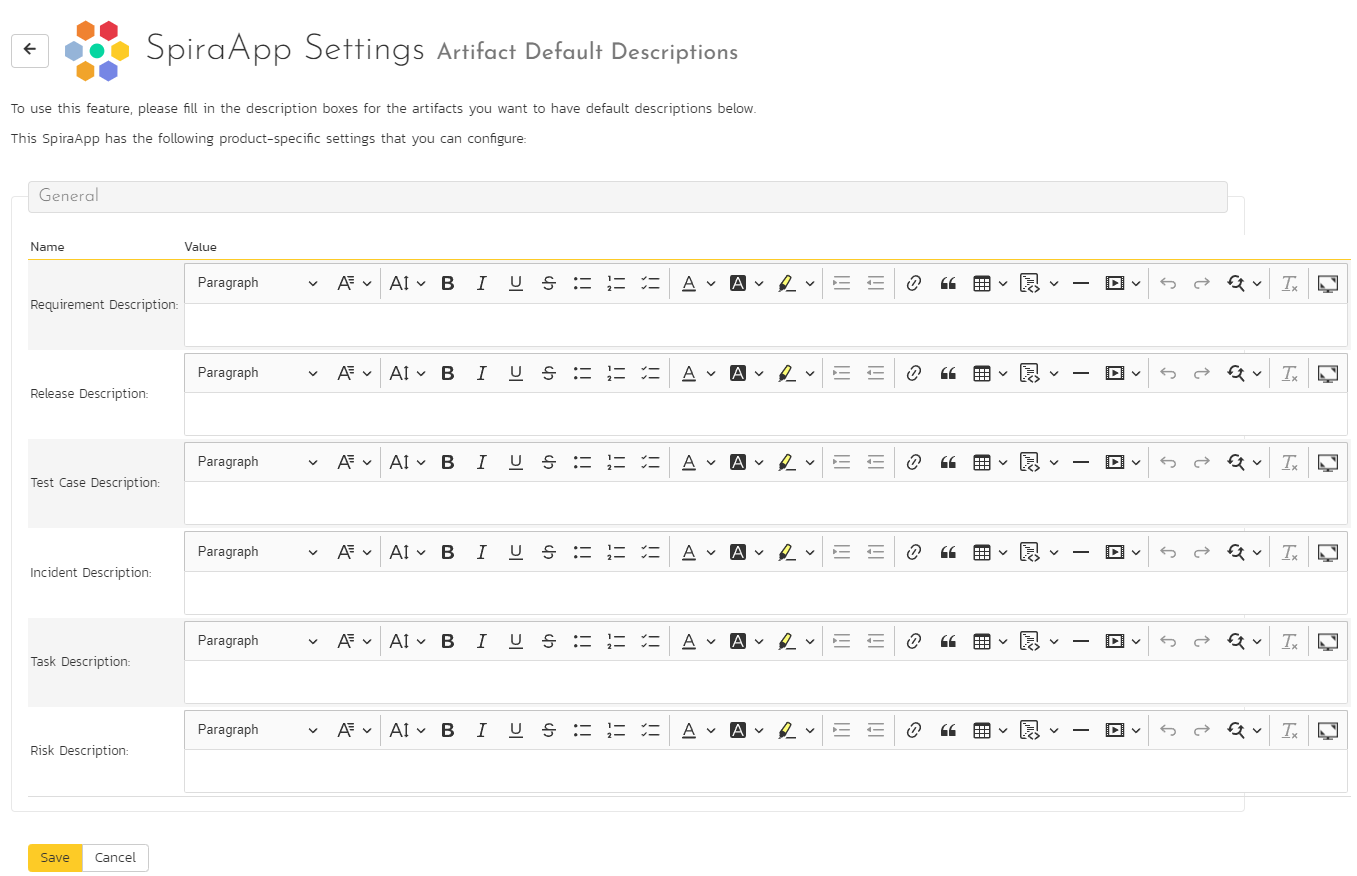 SpiraApp Settings Artifact Default Descriptions
To use this feature, please fill in the description boxes for the artifacts you want to have default descriptions below.
This SpiraApp has the following product-specific settings that you can configure:
General
Name Value
Requirement Description: Paragraph
Release Description: Paragraph
Test Case Description: Paragraph
Incident Description: Paragraph
Task Description: Paragraph
Risk Description: Paragraph
Save Cancel